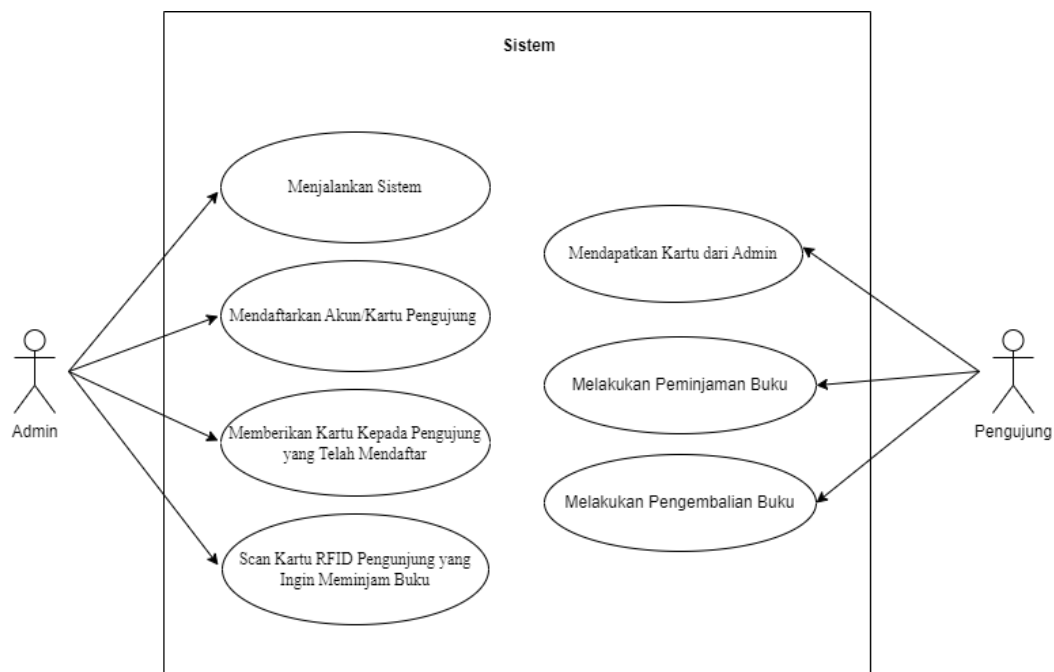 Sistem
Menjalankan Sistem
Mendaftarkan Akun/Kartu Pengujung
Memberikan Kartu Kepada Pengujung
yang Telah Mendaftar
Scan Kartu RFID Pengunjung yang
Ingin Meminjam Buku
Admin
Mendapatkan Kartu dari Admin
Melakukan Peminjaman Buku
Melakukan Pengembalian Buku
Pengujung